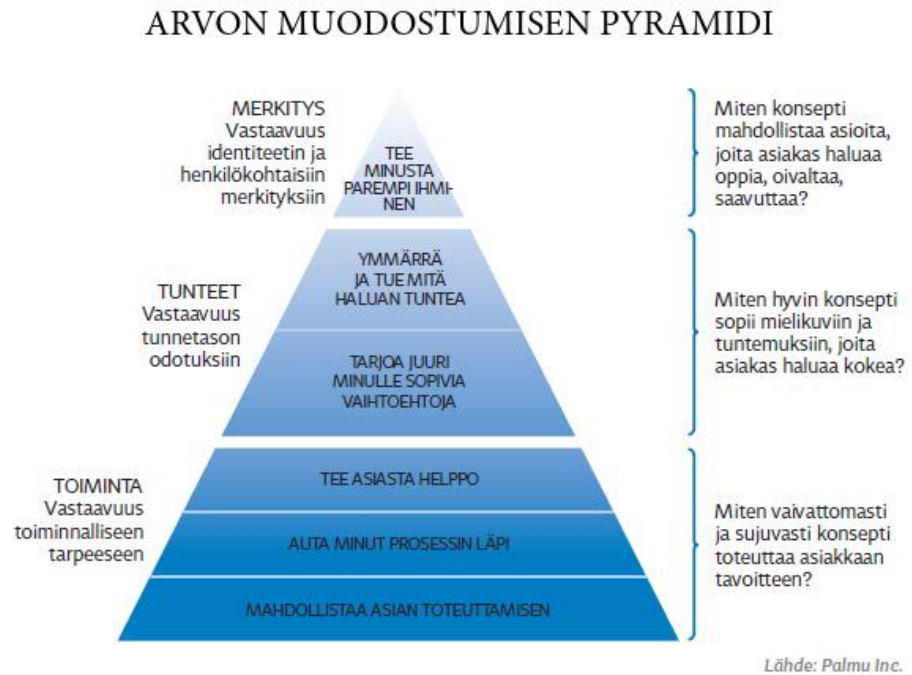 ARVON MUODOSTUMISEN PYRAMIDI
MERKITYS
Vastaavuus
identiteetin ja
henkilökohtaisiin
merkityksiin
TEE
MINUSTA
PAREMPI IHMI-
NEN
Miten konsepti
mahdollistaa asioita,
joita asiakas haluaa
oppia, oivaltaa,
saavuttaa?
TUNTEET
Vastaavuus
tunnetason
odotuksiin
YMMÄRRÄ
JA TUE MITÄ
HALUAN TUNTEA
TARJOA JUURI
MINULLE SOPIVIA
VAIHTOEHTOJA
Miten hyvin konsepti
sopii mielikuviin ja
tuntemuksiin, joita
asiakas haluaa kokea?
TOIMINTA
Vastaavuus
toiminnalliseen
tarpeeseen
TEE ASIASTA HELPPO
AUTA MINUT PROSESSIN LÄPI
MAHDOLLISTAA ASIAN TOTEUTTAMISEN
Miten vaivattomasti
ja sujuvasti konsepti
toteuttaa asiakkaan
tavoitteen?
Lähde: Palmu Inc.